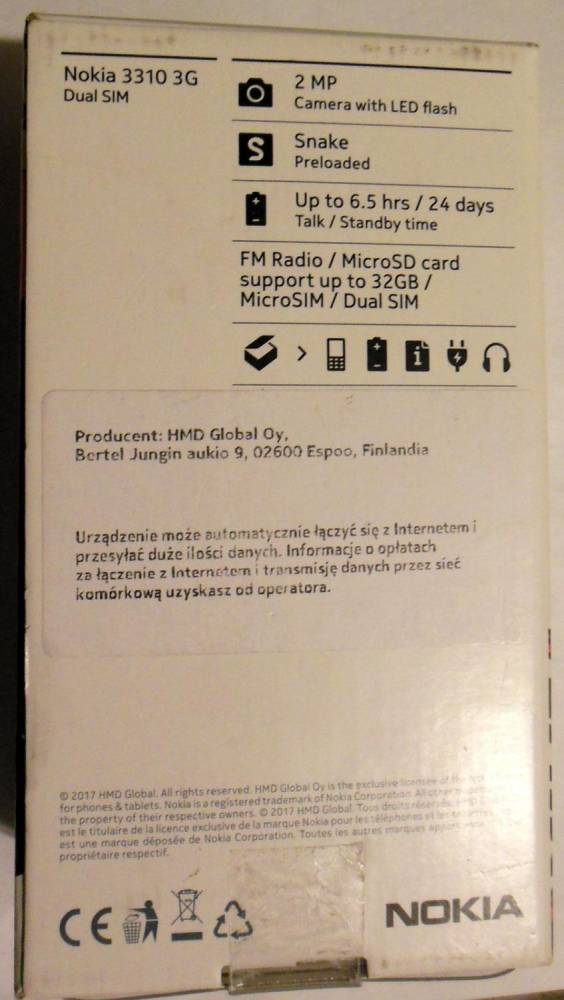 Nokia 3310 3G
Dual SIM
2 MP
Camera with LED flash
S
Snake
Preloaded
Up to 6.5 hrs / 24 days
Talk / Standby time
FM Radio / MicroSD card
support up to 32GB /
MicroSIM / Dual SIM
Producent: HMD Global Oy,
Bertel Jungin aukio 9, 02600 Espoo, Finlandia
Urządzenie może automatycznie łączyć się z Internetem i
przesyłać duże ilości danych. Informacje o opłatach
za łączenie z Internetem i transmisję danych przez sieć
komórkową uzyskasz od operatora.
© 2017 HMD Global. All rights reserved. HMD Global Oy is the exclusive licensee of the
for phones & tablets. Nokia is a registered trademark of Nokia Corporation. All other
the property of their respective owners. © 2017 HMD Global. Tous droits réservés.
est le titulaire de la licence exclusive de la marque Nokia pour les téléphones et les
est une marque déposée de Nokia Corporation. Toutes les autres marques
propriétaire respectif.
CE
NOKIA